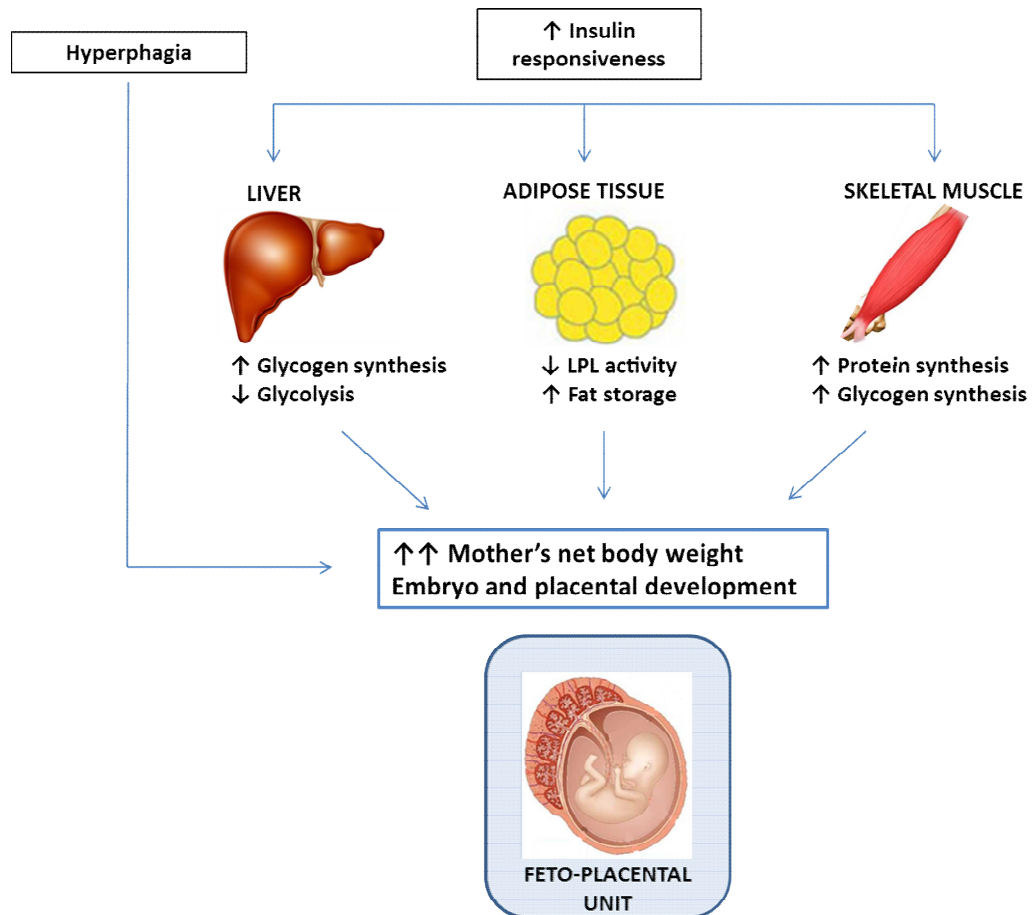 Hyperphagia
↑ Insulin
responsiveness
LIVER
ADIPOSE TISSUE
SKELETAL MUSCLE
↑ Glycogen synthesis
↓ Glycolysis
↓ LPL activity
↑ Fat storage
↑ Protein synthesis
↑ Glycogen synthesis
↑↑ Mother's net body weight
Embryo and placental development
FETO-PLACENTAL
UNIT